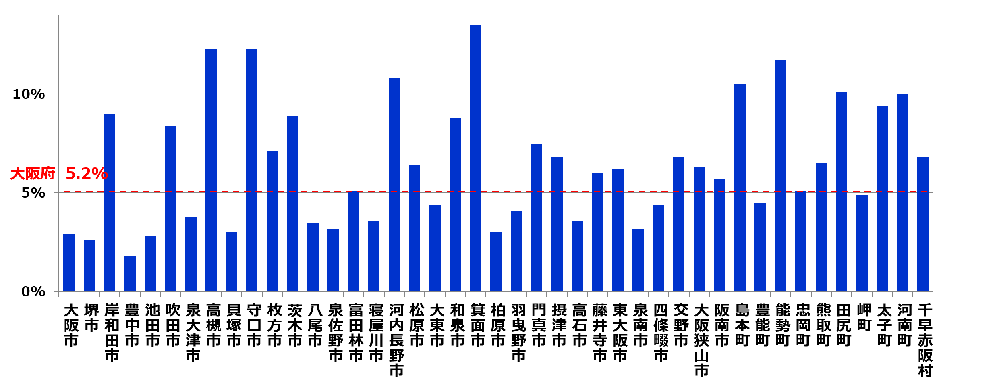 10%
大阪府 5.2%
5%
0%
大阪市
堺市
岸和田市
豊中市
池田市
吹田市
泉大津市
高槻市
貝塚市
守口市
枚方市
茨木市
八尾市
泉佐野市
富田林市
寝屋川市
河内長野市
松原市
大東市
和泉市
箕面市
柏原市
羽曳野市
門真市
摂津市
高石市
藤井寺市
東大阪市
泉南市
四條畷市
交野市
大阪狭山市
阪南市
島本町
豊能町
能勢町
忠岡町
熊取町
田尻町
岬町
太子町
河南町
千早赤阪村